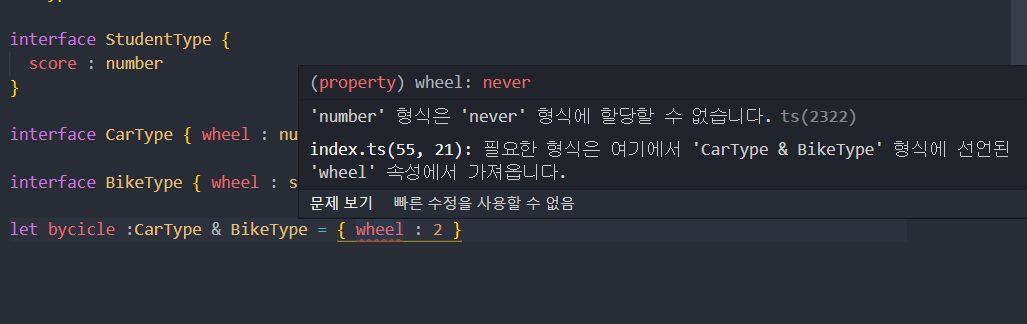 interface StudentType {
score : number
}
(property) wheel: never
'number' 형식은 'never' 형식에 할당할 수 없습니다. ts(2322)
interface CarType { wheel : nu
index.ts(55, 21): 필요한 형식은 여기에서 'CarType & BikeType' 형식에 선언된
'wheel' 속성에서 가져옵니다.
interface BikeType { wheel : s
문제 보기 빠른 수정을 사용할 수 없음
let bycicle :CarType & BikeType = { wheel : 2 }